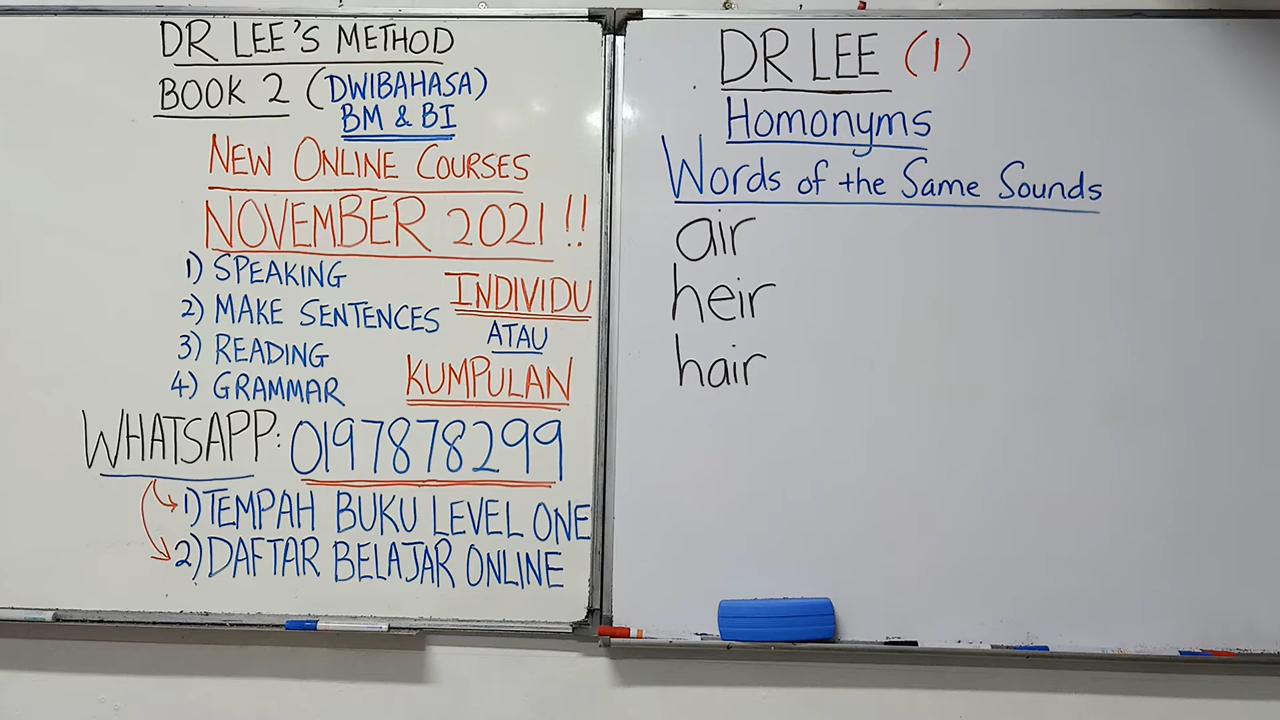 DR LEE'S METHOD
BOOK 2 (DWIBAHASA)
BM & BI
NEW ONLINE COURSES
NOVEMBER 2021!!
1) SPEAKING
2) MAKE SENTENCES
3) READING
4) GRAMMAR
INDIVIDU
ATAU
KUMPULAN
WHATSAPP: 0197878299
1) TEMPAH BUKU LEVEL ONE
2) DAFTAR BELAJAR ONLINE
DR LEE (1)
Homonyms
Words of the Same Sounds
air
heir
hair